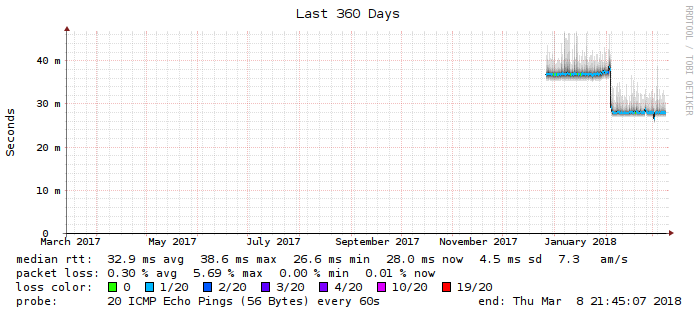 Last 360 Days
RRDTOOL / TOBI OETIKER
Seconds
40 m
30 m
20 m
10 m
0
March 2017 May 2017 July 2017 September 2017 November 2017 January 2018
median rtt: 32.9 ms avg 38.6 ms max 26.6 ms min 28.0 ms now 4.5 ms sd 7.3 am/s
packet loss: 0.30 % avg 5.69 % max 0.00 % min 0.01 % now
loss color: 0 1/20 2/20 3/20 4/20 10/20 19/20
probe: 20 ICMP Echo Pings (56 Bytes) every 60s end: Thu Mar 8 21:45:07 2018